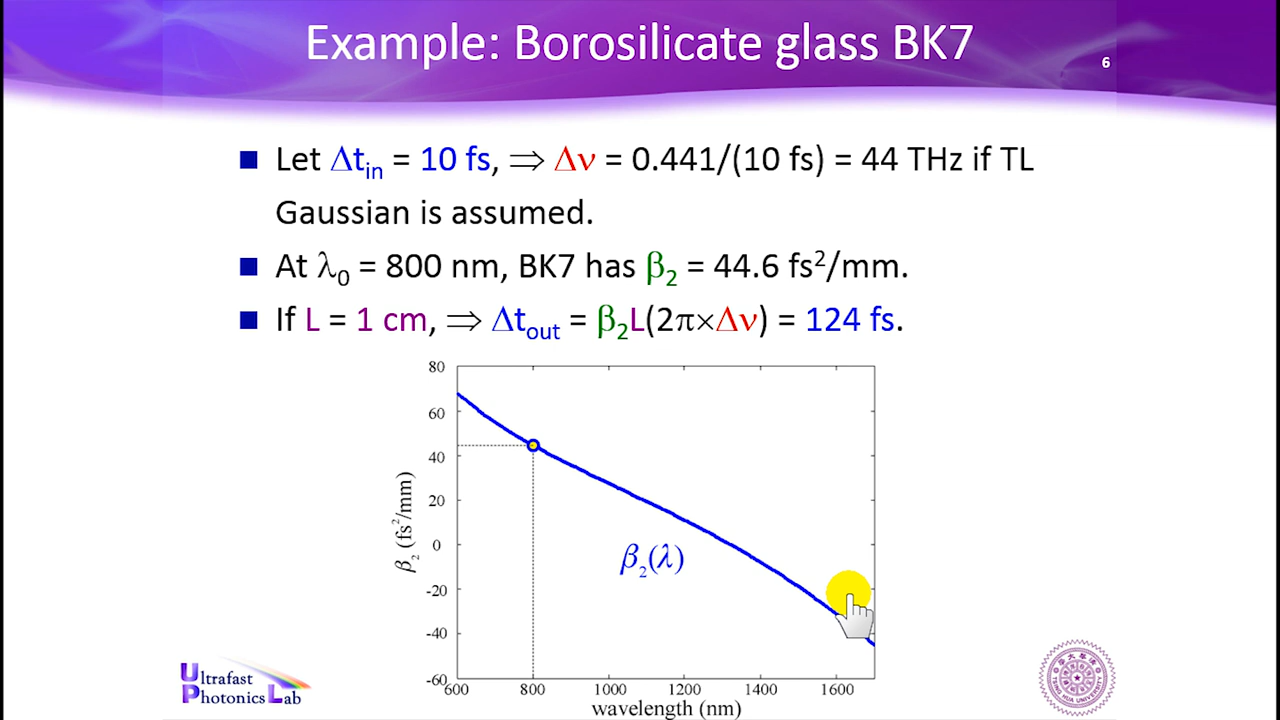 Example: Borosilicate glass BK7
6
■ Let Δt_in = 10 fs, ⇒ Δν = 0.441/(10 fs) = 44 THz if TL
Gaussian is assumed.
■ At λ₀ = 800 nm, BK7 has β₂ = 44.6 fs²/mm.
■ If L = 1 cm, ⇒ Δt_out = β₂L(2π×Δν) = 124 fs.
80
60
40
20
0
-20
-40
-60
β₂ (fs²/mm)
β₂(λ)
600 800 1000 1200 1400 1600
wavelength (nm)
Ultrafast
Photonics Lab